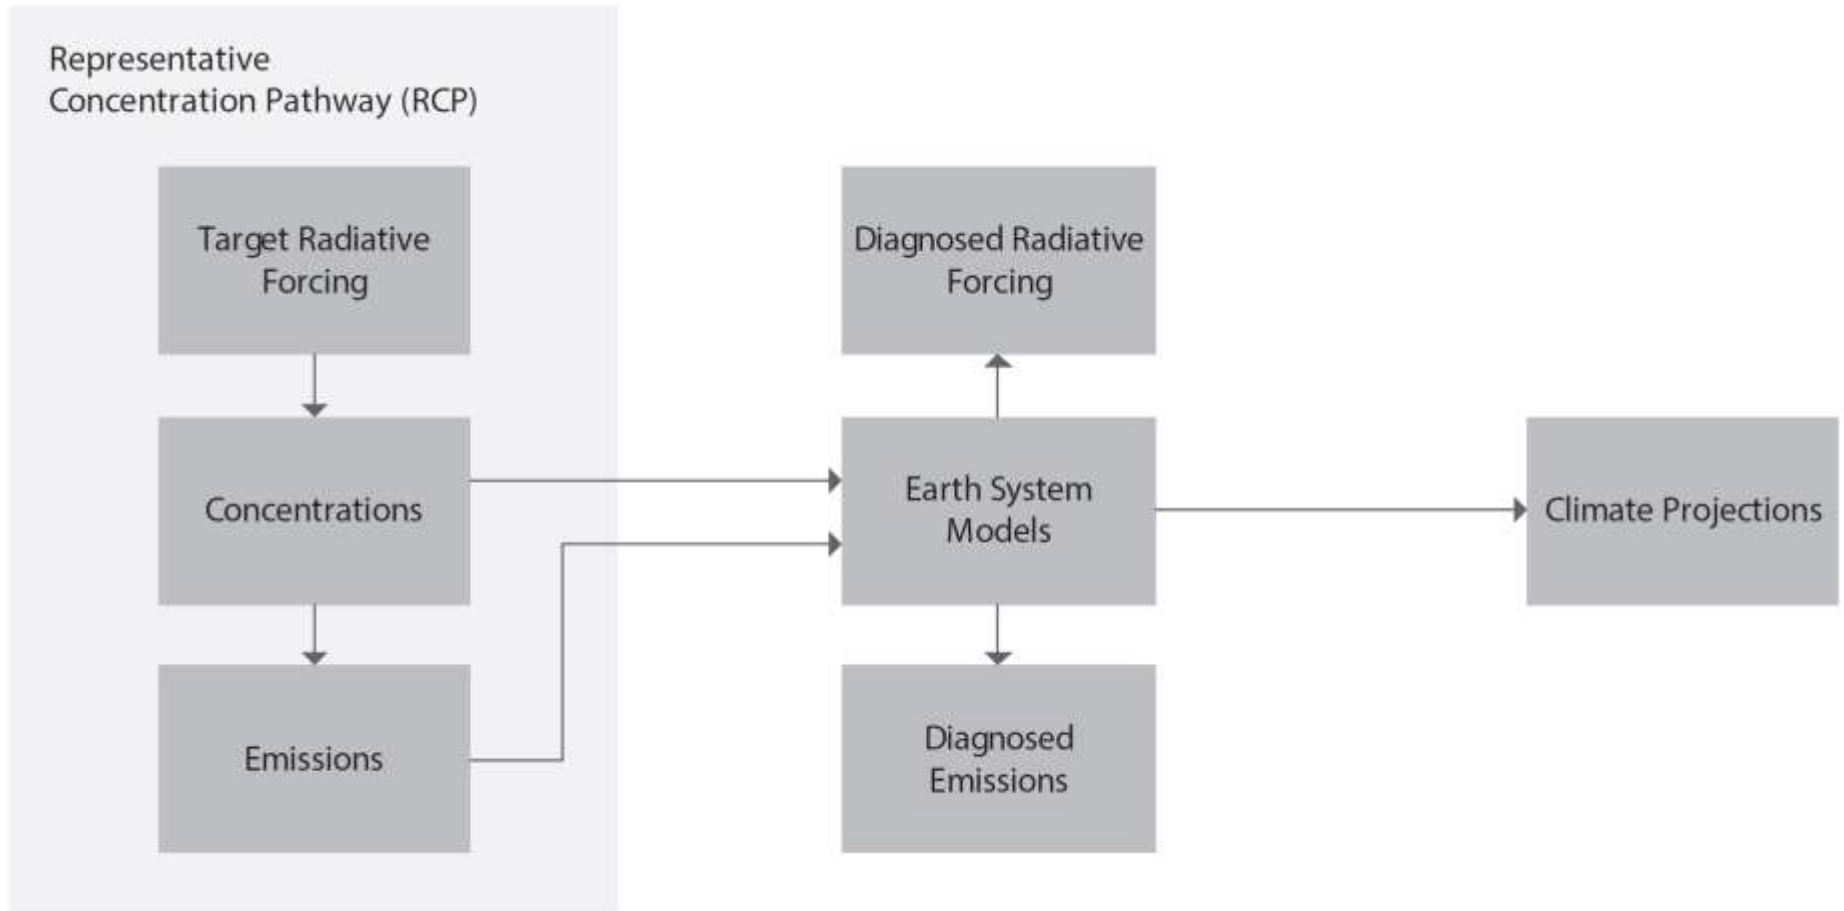 Representative
Concentration Pathway (RCP)
Target Radiative
Forcing
Diagnosed Radiative
Forcing
Concentrations
Earth System
Models
Climate Projections
Emissions
Diagnosed
Emissions